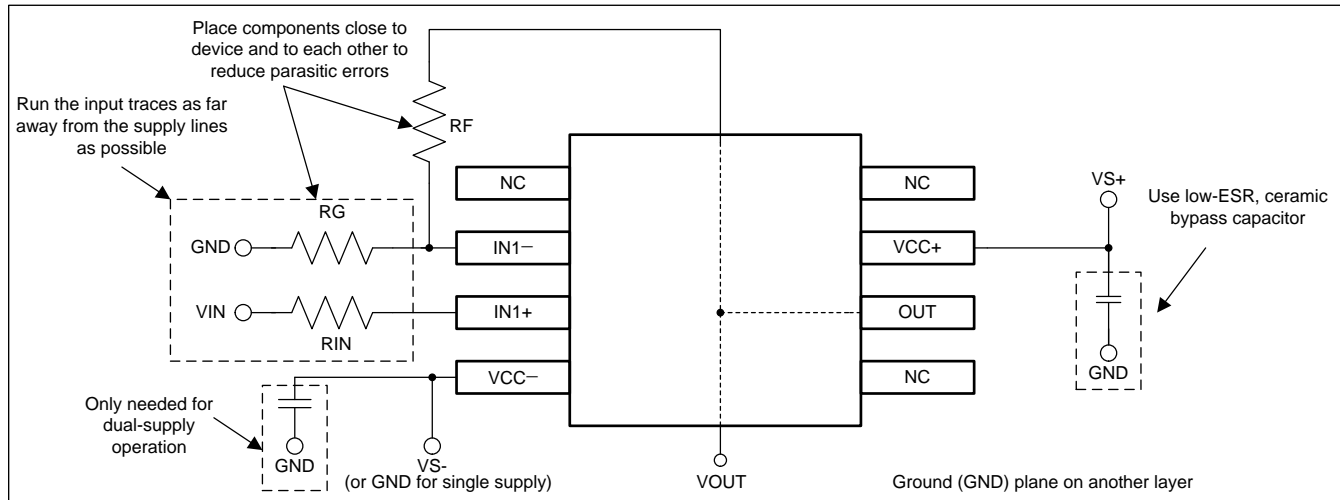 Place components close to
device and to each other to
reduce parasitic errors
Run the input traces as far
away from the supply lines
as possible
RF
NC
NC
VS+
Use low-ESR, ceramic
bypass capacitor
RG
GND
IN1−
VCC+
VIN
IN1+
OUT
RIN
VCC−
NC
GND
Only needed for
dual-supply
operation
GND
VS-
(or GND for single supply)
VOUT
Ground (GND) plane on another layer